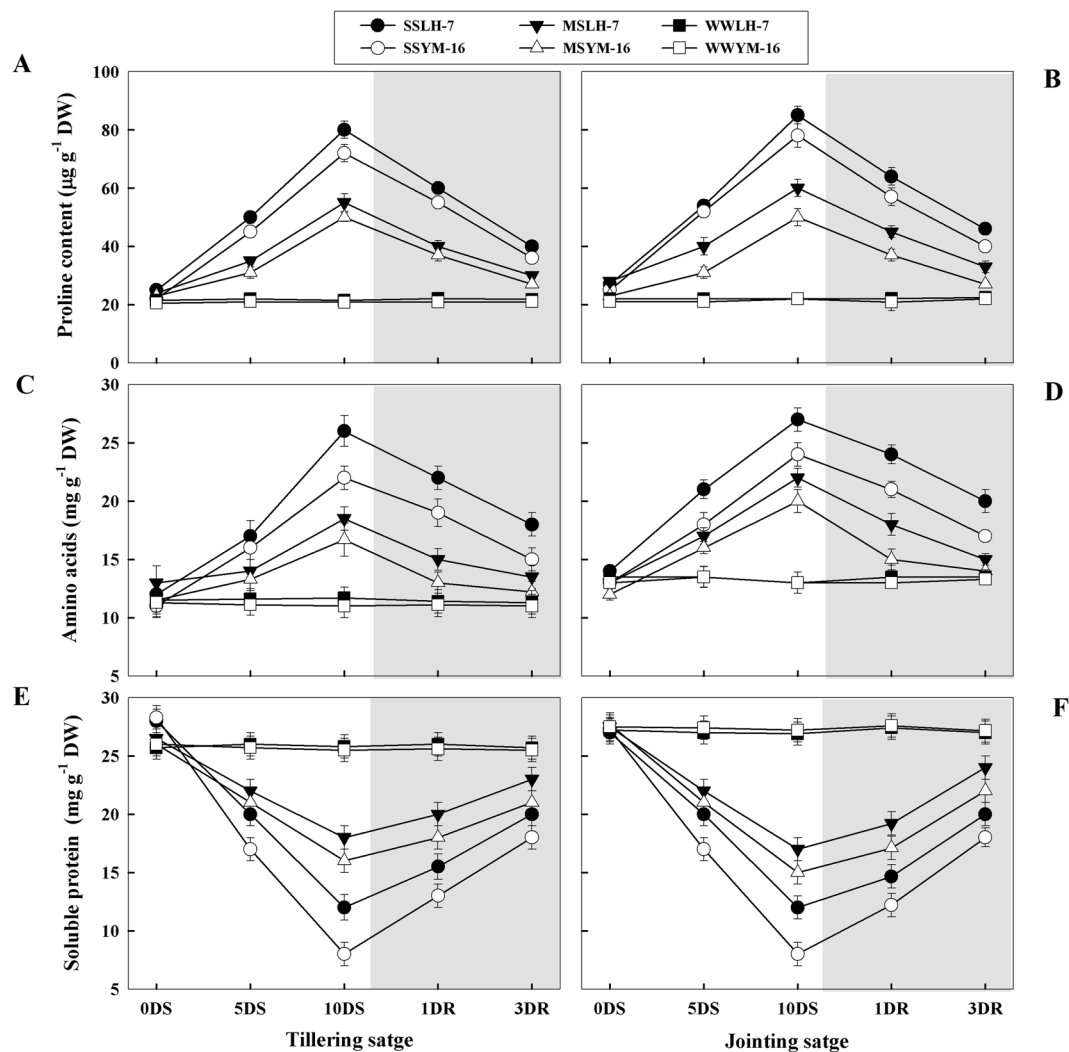 SSLH-7 MSLH-7 WWLH-7
SSYM-16 MSYM-16 WWYM-16
A
B
100
80
60
40
20
0
Proline content (µg g⁻¹ DW)
C
D
30
25
20
15
10
5
Amino acids (mg g⁻¹ DW)
E
F
30
25
20
15
10
5
Soluble protein (mg g⁻¹ DW)
0DS 5DS 10DS 1DR 3DR
0DS 5DS 10DS 1DR 3DR
Tillering satge
Jointing satge